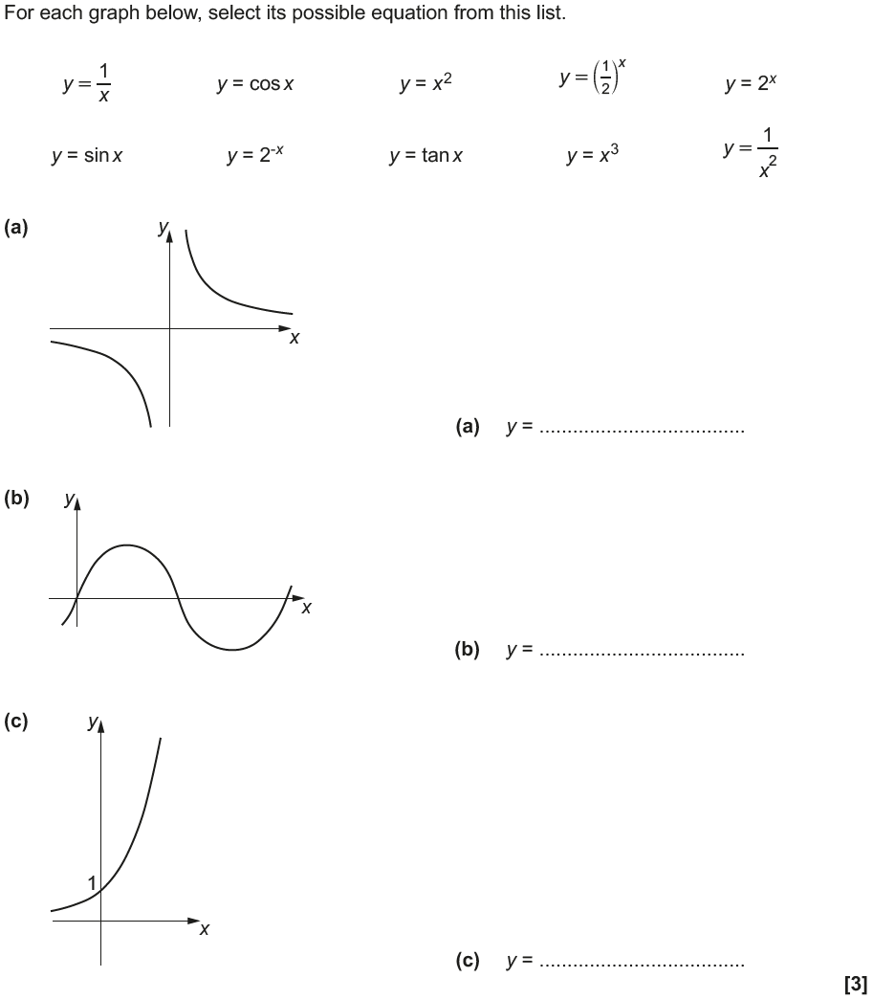 For each graph below, select its possible equation from this list.
y = 1/x    y = cos x    y = x²    y = (1/2)ˣ    y = 2ˣ
y = sin x    y = 2⁻ˣ    y = tan x    y = x³    y = 1/x²
(a)
y
x
(a) y = .....................................
(b)
y
x
(b) y = .....................................
(c)
y
1
x
(c) y = .....................................
[3]